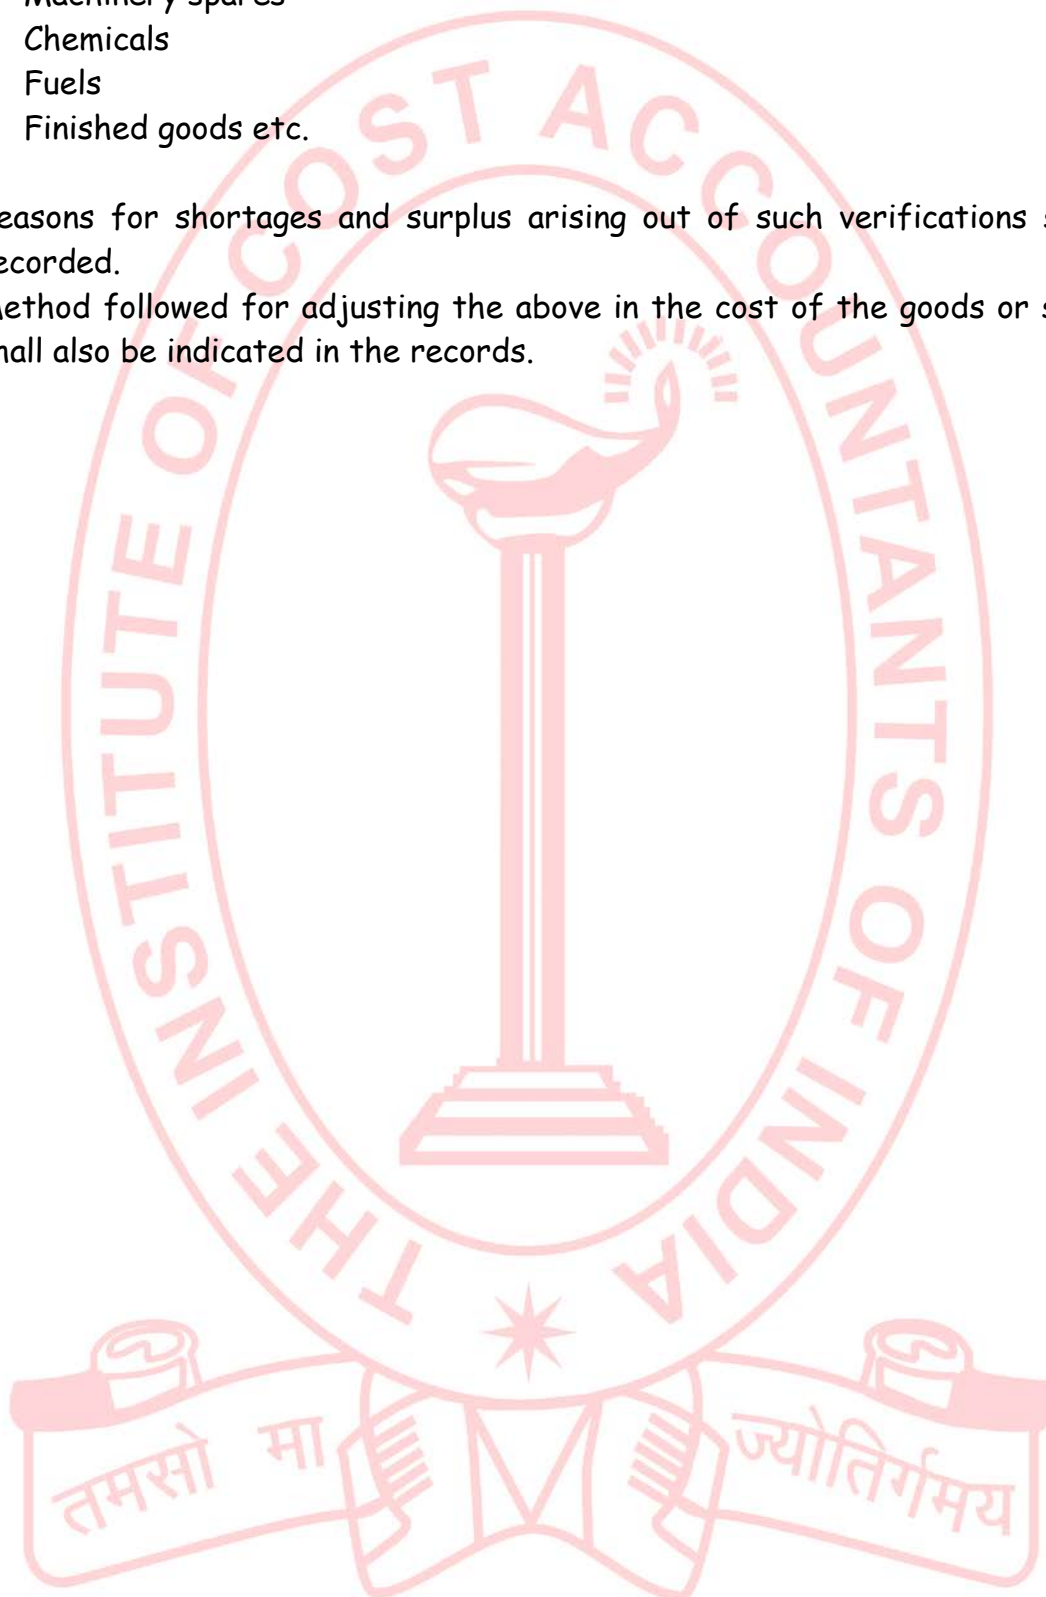 Machinery spares
Chemicals
Fuels
Finished goods etc.
easons for shortages and surplus arising out of such verifications s
ecorded.
ethod followed for adjusting the above in the cost of the goods or s
hall also be indicated in the records.
THE INSTITUTE OF COST ACCOUNTANTS OF INDIA
तमसो मा ज्योतिर्गमय